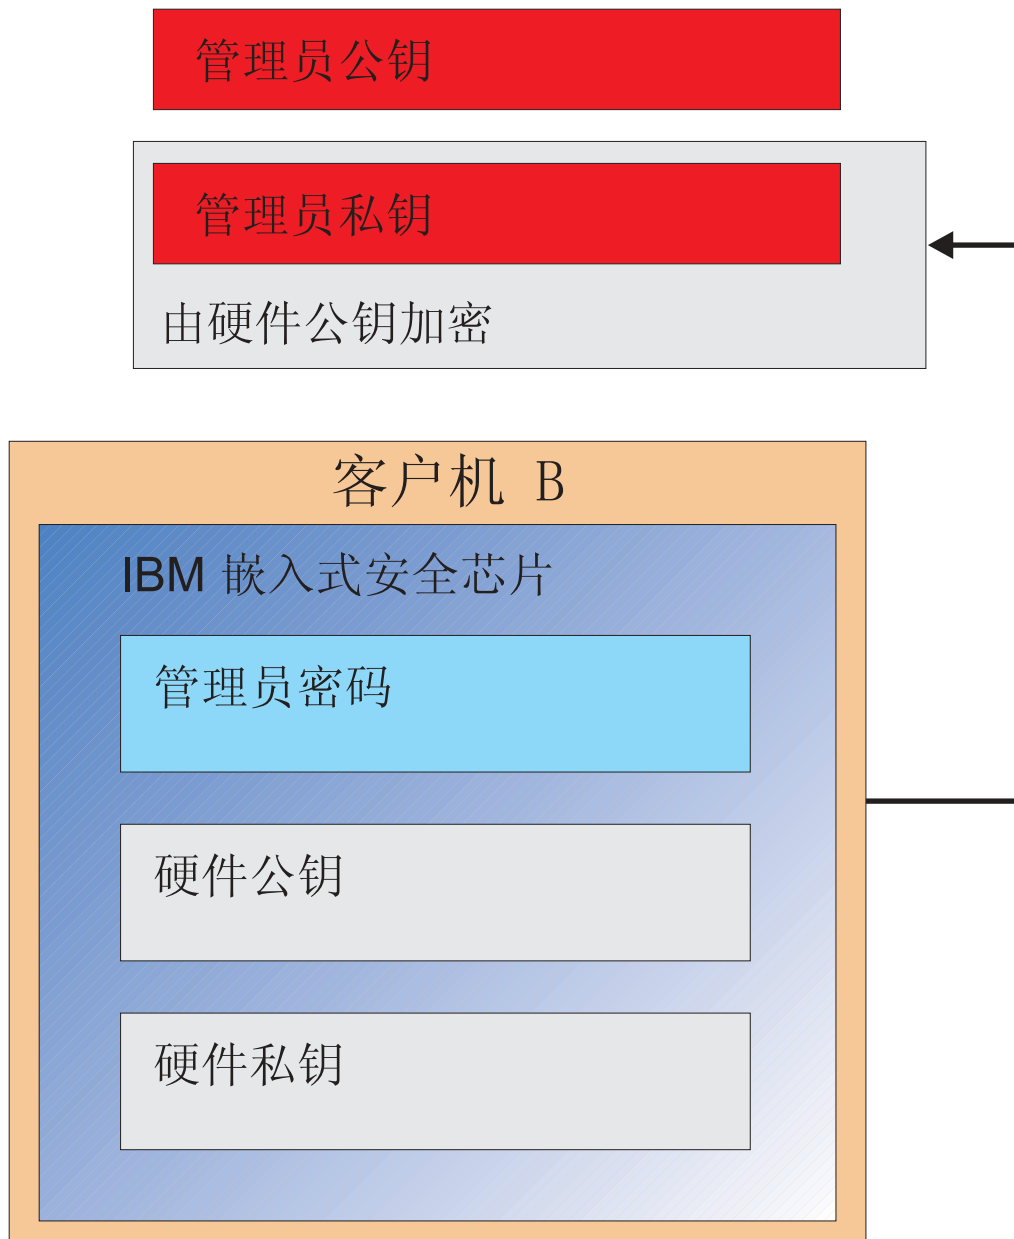 管理员公钥
管理员私钥
由硬件公钥加密
客户机 B
IBM 嵌入式安全芯片
管理员密码
硬件公钥
硬件私钥